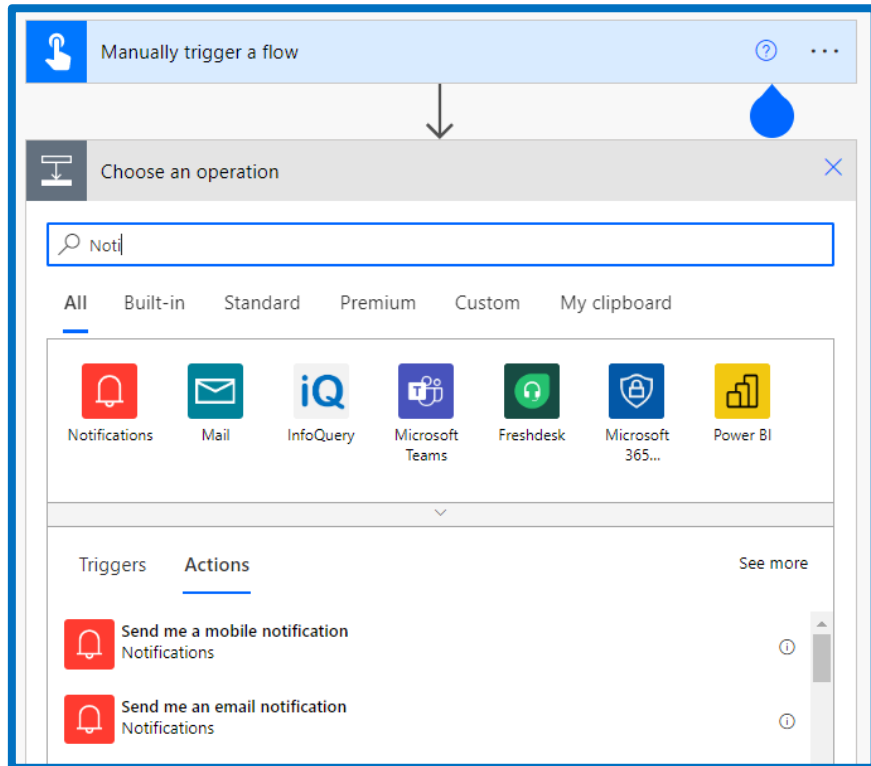 Manually trigger a flow
Choose an operation
Noti
All Built-in Standard Premium Custom My clipboard
iQ
Notifications Mail InfoQuery Microsoft Teams Freshdesk Microsoft 365... Power BI
Triggers Actions See more
Send me a mobile notification
Notifications
Send me an email notification
Notifications